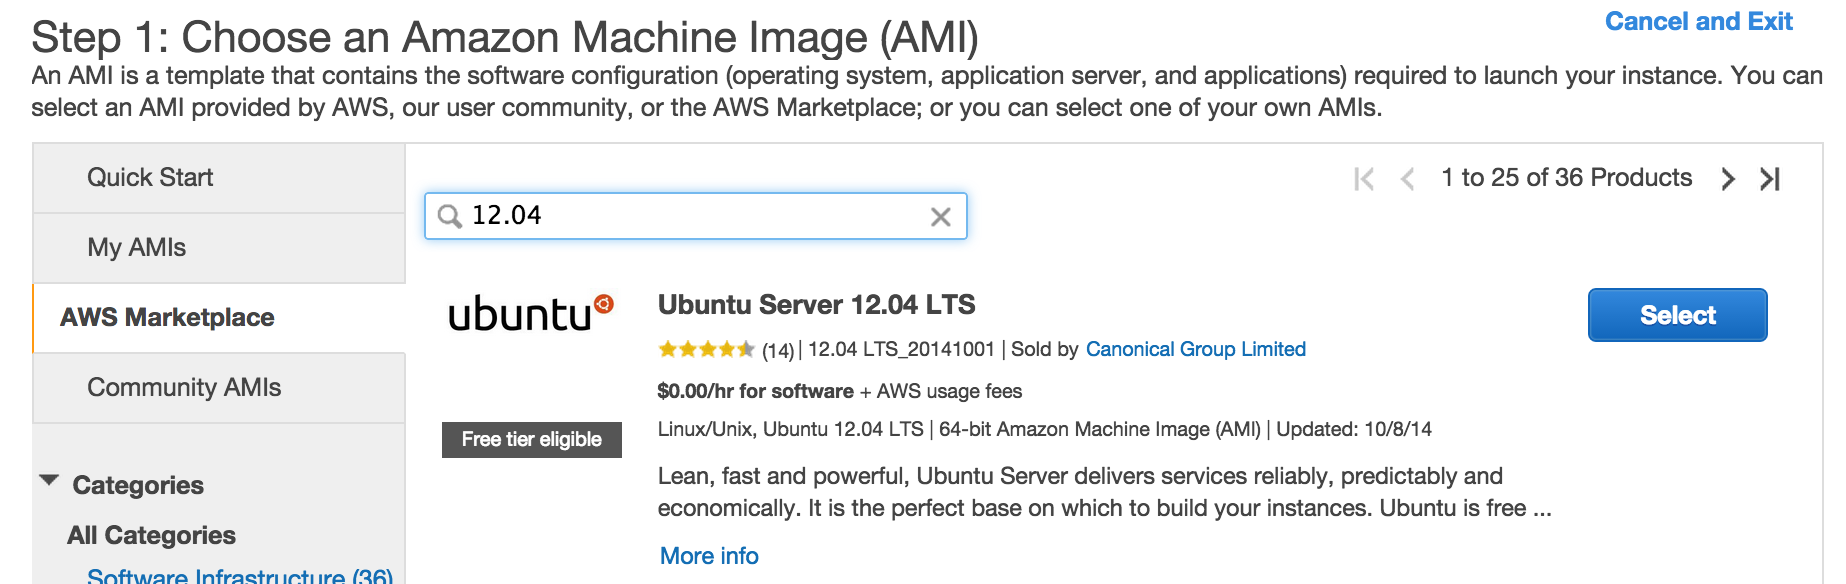 Step 1: Choose an Amazon Machine Image (AMI)
Cancel and Exit
An AMI is a template that contains the software configuration (operating system, application server, and applications) required to launch your instance. You can
select an AMI provided by AWS, our user community, or the AWS Marketplace; or you can select one of your own AMIs.
Quick Start
My AMIs
AWS Marketplace
Community AMIs
Categories
All Categories
Software Infrastructure (36)
12.04
1 to 25 of 36 Products
ubuntu
Free tier eligible
Ubuntu Server 12.04 LTS
(14) | 12.04 LTS_20141001 | Sold by Canonical Group Limited
$0.00/hr for software + AWS usage fees
Linux/Unix, Ubuntu 12.04 LTS | 64-bit Amazon Machine Image (AMI) | Updated: 10/8/14
Lean, fast and powerful, Ubuntu Server delivers services reliably, predictably and
economically. It is the perfect base on which to build your instances. Ubuntu is free ...
More info
Select